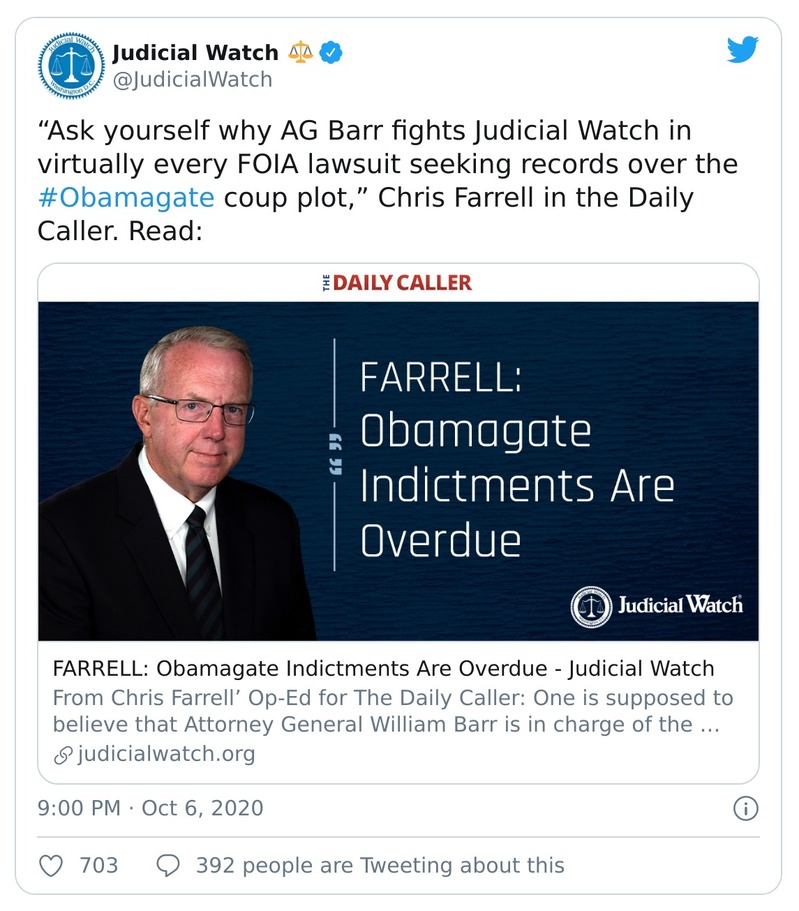 Judicial Watch
@JudicialWatch
“Ask yourself why AG Barr fights Judicial Watch in
virtually every FOIA lawsuit seeking records over the
#Obamagate coup plot,” Chris Farrell in the Daily
Caller. Read:
THE DAILY CALLER
FARRELL:
Obamagate
Indictments Are
Overdue
Judicial Watch
FARRELL: Obamagate Indictments Are Overdue - Judicial Watch
From Chris Farrell’ Op-Ed for The Daily Caller: One is supposed to
believe that Attorney General William Barr is in charge of the ...
judicialwatch.org
9:00 PM · Oct 6, 2020
703 392 people are Tweeting about this